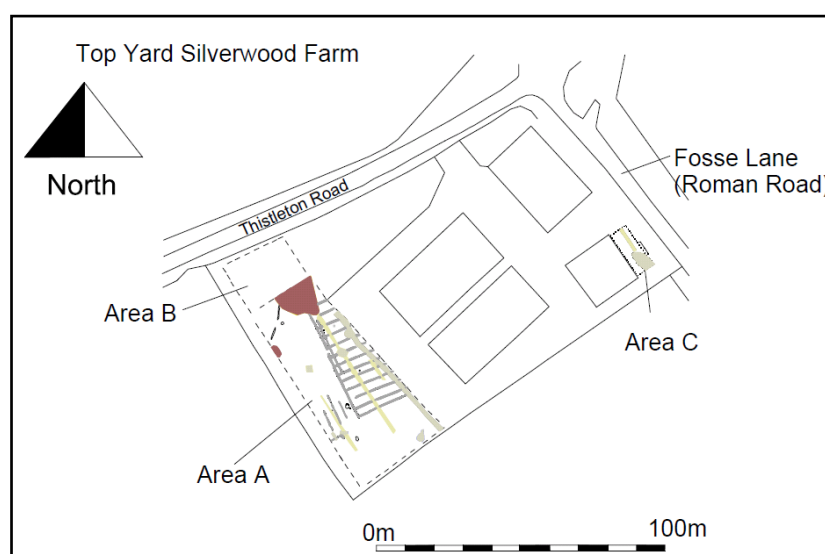 Top Yard Silverwood Farm
North
Thistleton Road
Fosse Lane
(Roman Road)
Area B
Area C
Area A
0m
100m